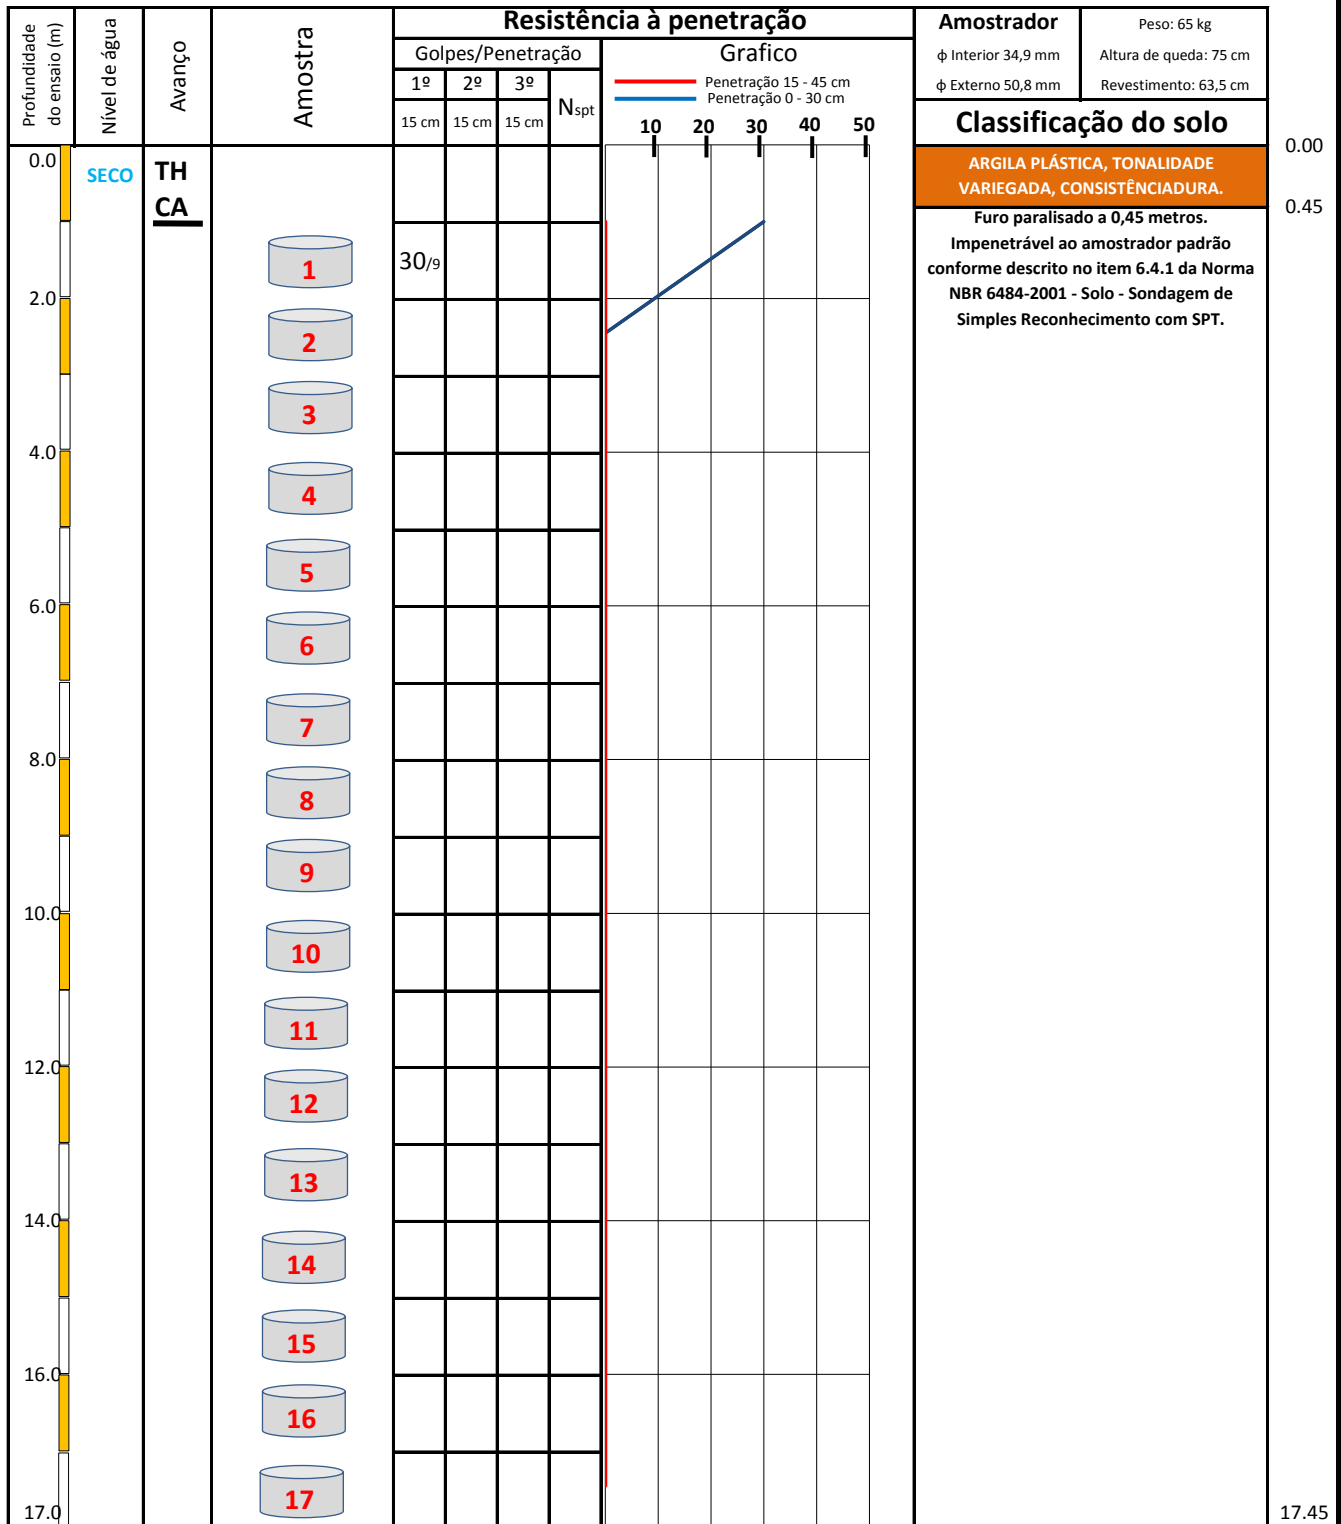 Profundidade do ensaio (m)
Nível de água
Avanço
Amostra
Resistência à penetração
Golpes/Penetração
1º 2º 3º
15 cm 15 cm 15 cm
Nspt
Grafico
Penetração 15 - 45 cm
Penetração 0 - 30 cm
10 20 30 40 50
Amostrador
ϕ Interior 34,9 mm
ϕ Externo 50,8 mm
Peso: 65 kg
Altura de queda: 75 cm
Revestimento: 63,5 cm
Classificação do solo
0.0
SECO
TH
CA
ARGILA PLÁSTICA, TONALIDADE
VARIEGADA, CONSISTÊNCIADURA.
0.00
0.45
Furo paralisado a 0,45 metros.
Impenetrável ao amostrador padrão
conforme descrito no item 6.4.1 da Norma
NBR 6484-2001 - Solo - Sondagem de
Simples Reconhecimento com SPT.
1
30/9
2.0
2
3
4.0
4
5
6.0
6
7
8.0
8
9
10.0
10
11
12.0
12
13
14.0
14
15
16.0
16
17
17.0
17.45